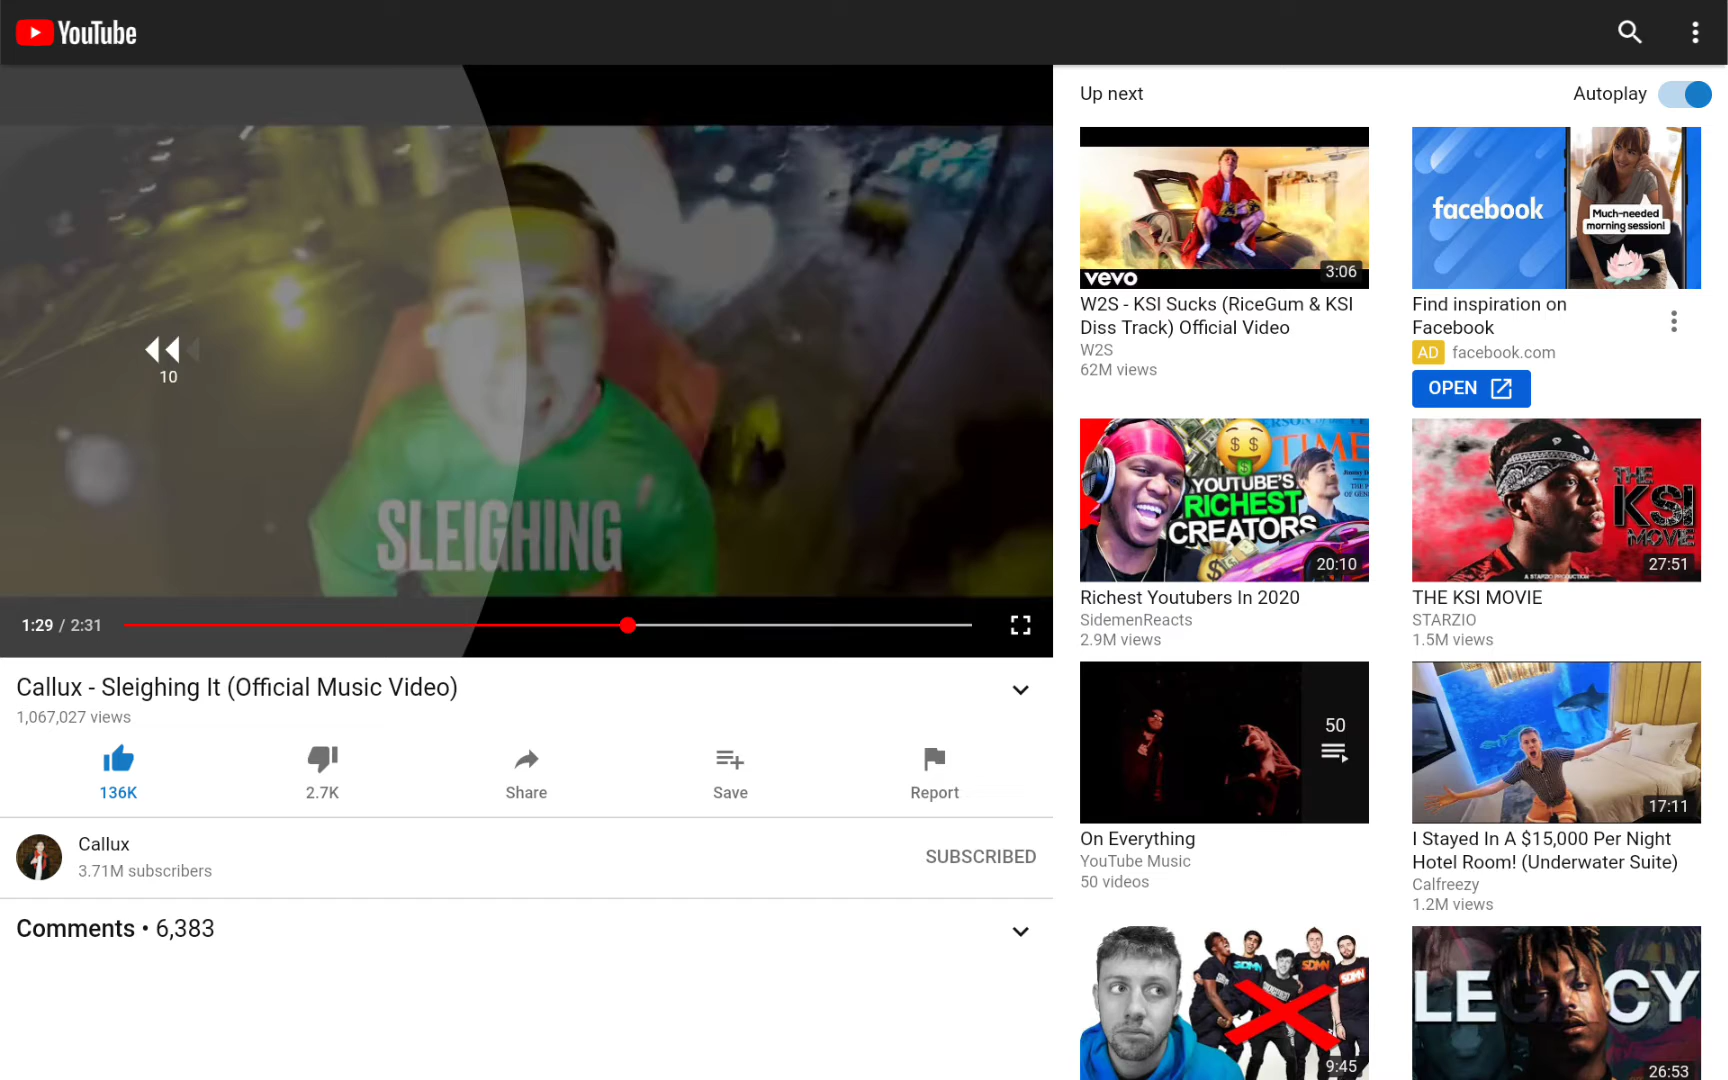 YouTube
10
SLEIGHING
1:29 / 2:31
Callux - Sleighing It (Official Music Video)
1,067,027 views
136K
2.7K
Share
Save
Report
Callux
3.71M subscribers
SUBSCRIBED
Comments • 6,383
Up next
Autoplay
vevo
3:06
W2S - KSI Sucks (RiceGum & KSI
Diss Track) Official Video
W2S
62M views
facebook
Much-needed
morning session!
Find inspiration on
Facebook
AD facebook.com
OPEN
TIME
YOUTUBE'S
RICHEST
CREATORS
20:10
Richest Youtubers In 2020
SidemenReacts
2.9M views
THE
KSI
MOVIE
A STARZIO PRODUCTION
27:51
THE KSI MOVIE
STARZIO
1.5M views
50
On Everything
YouTube Music
50 videos
17:11
I Stayed In A $15,000 Per Night
Hotel Room! (Underwater Suite)
Calfreezy
1.2M views
SDMN
SDMN
SDMN
9:45
LEGACY
26:53